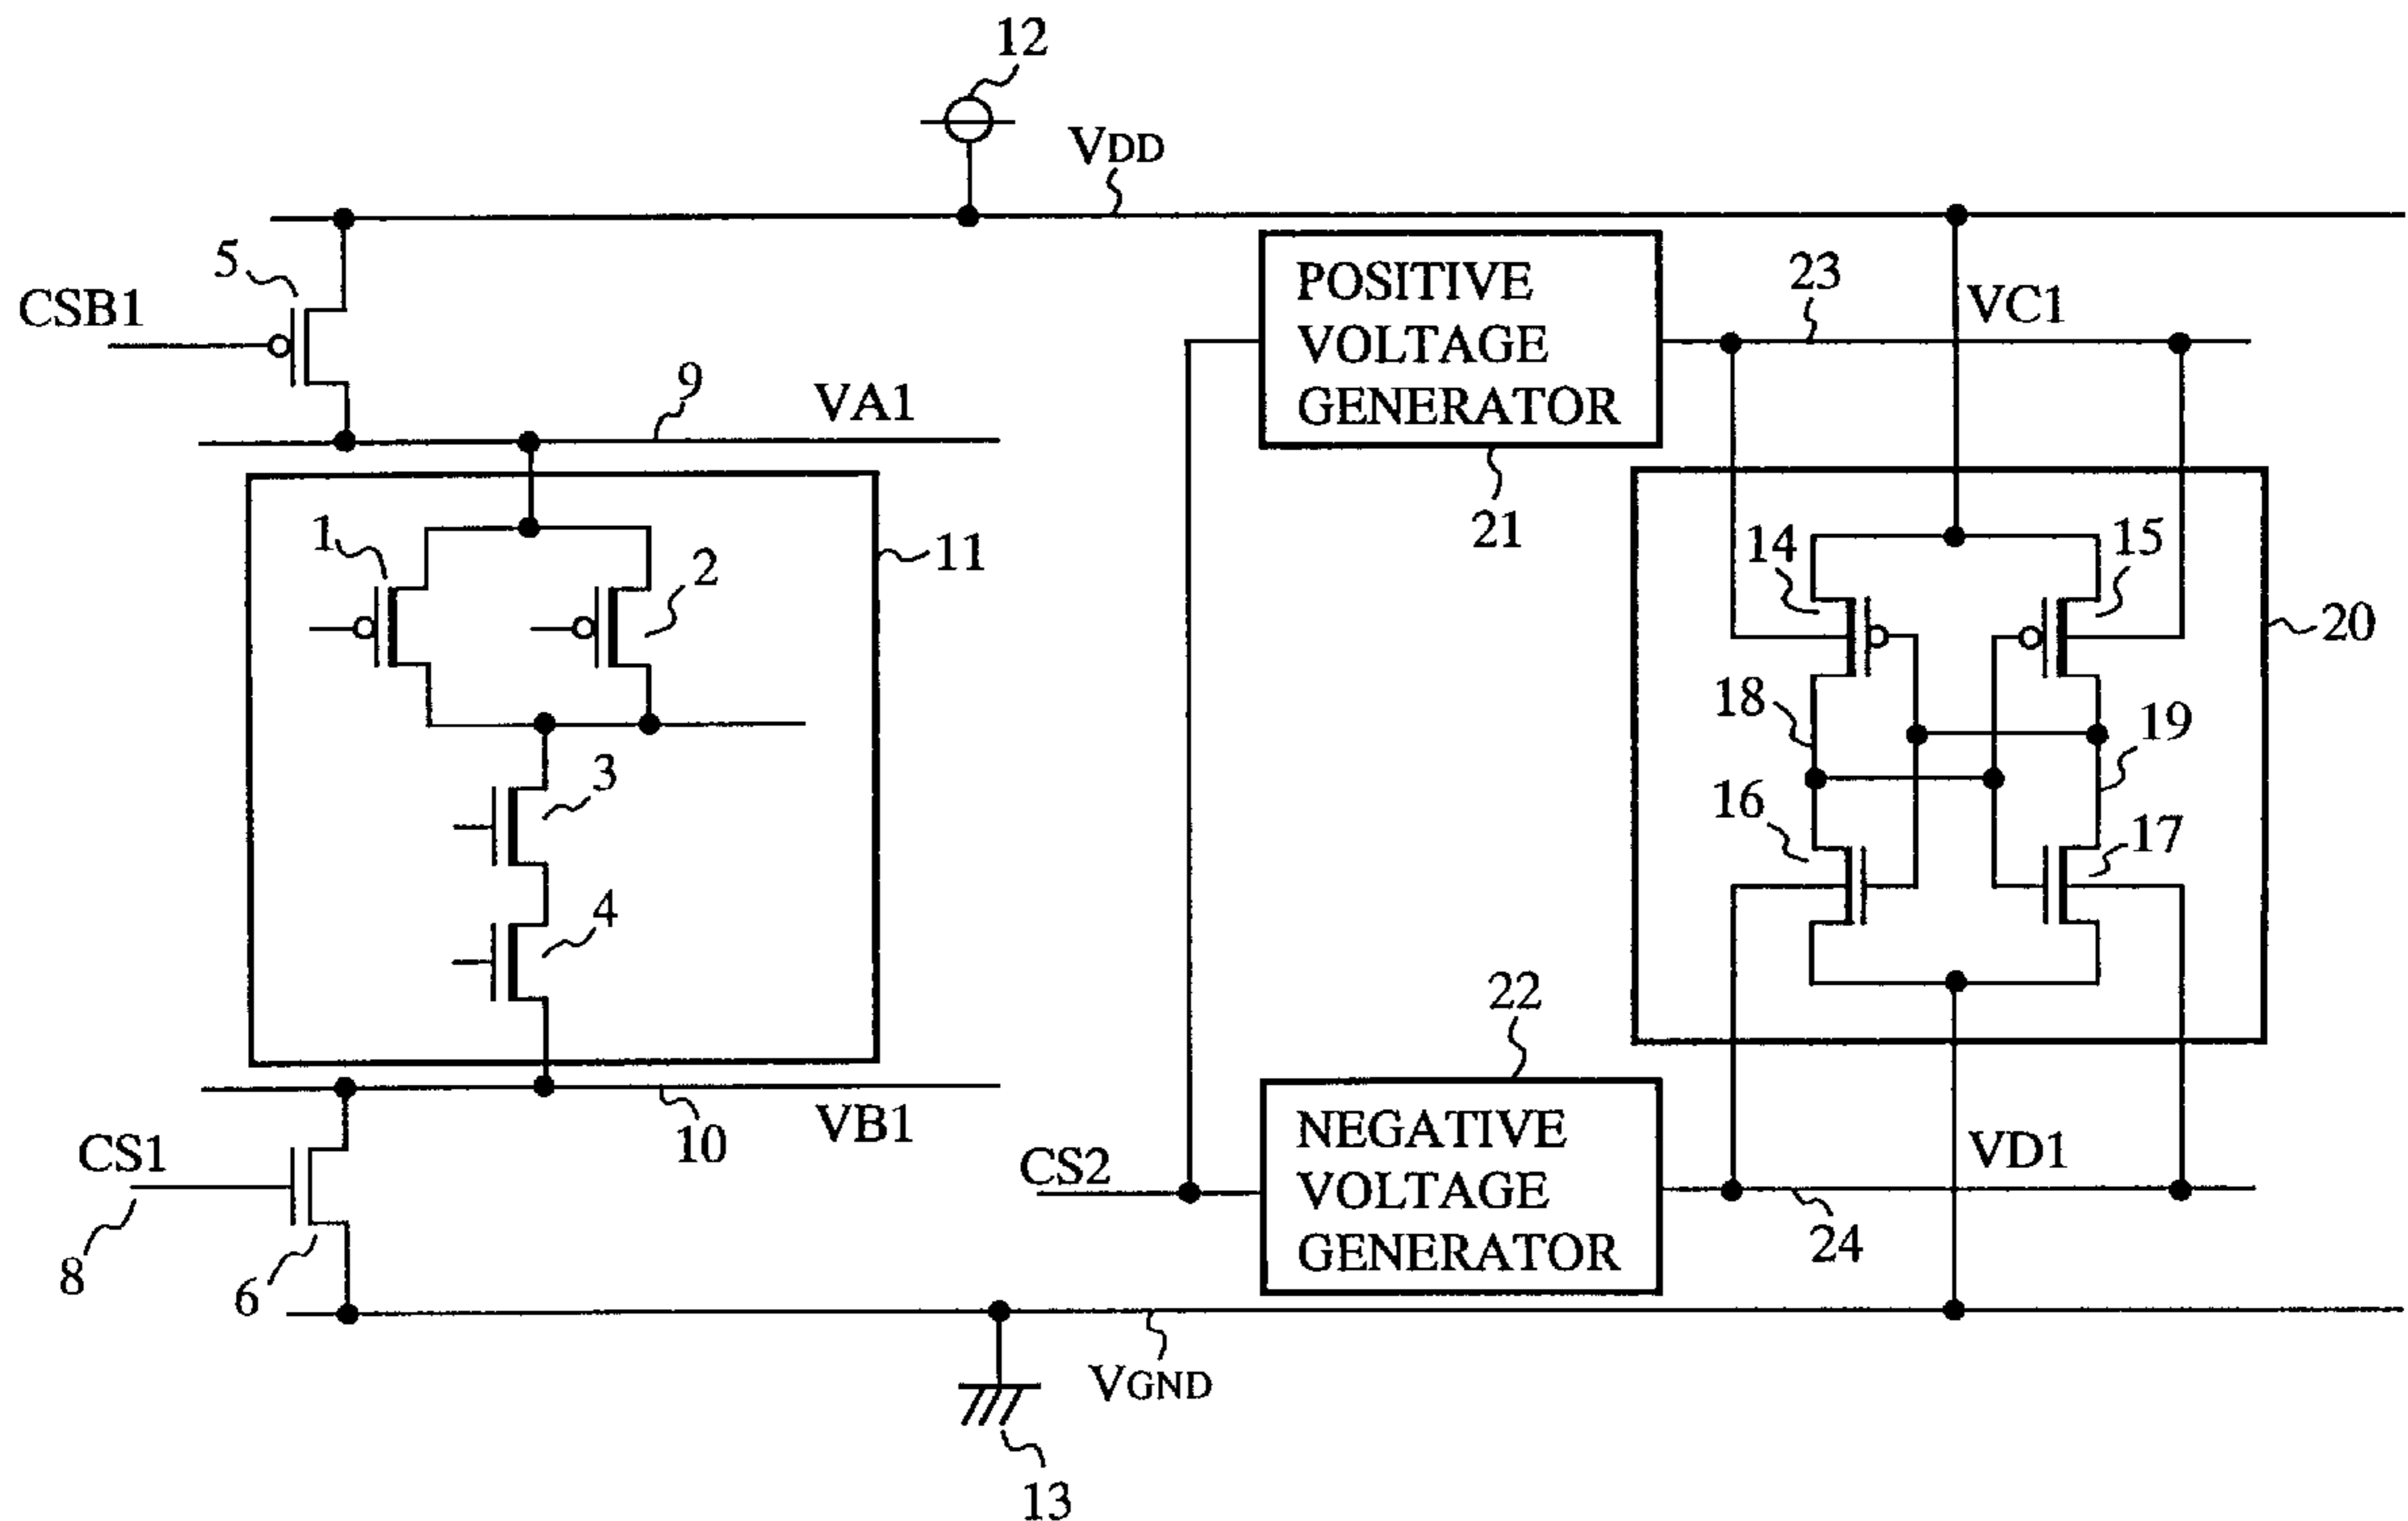 12
VDD
5
CSB1
POSITIVE
VOLTAGE
GENERATOR
23
VC1
9
VA1
21
1
2
11
14
15
20
18
19
3
16
17
4
22
NEGATIVE
VOLTAGE
GENERATOR
VB1
10
CS1
CS2
VD1
8
6
24
VGND
13